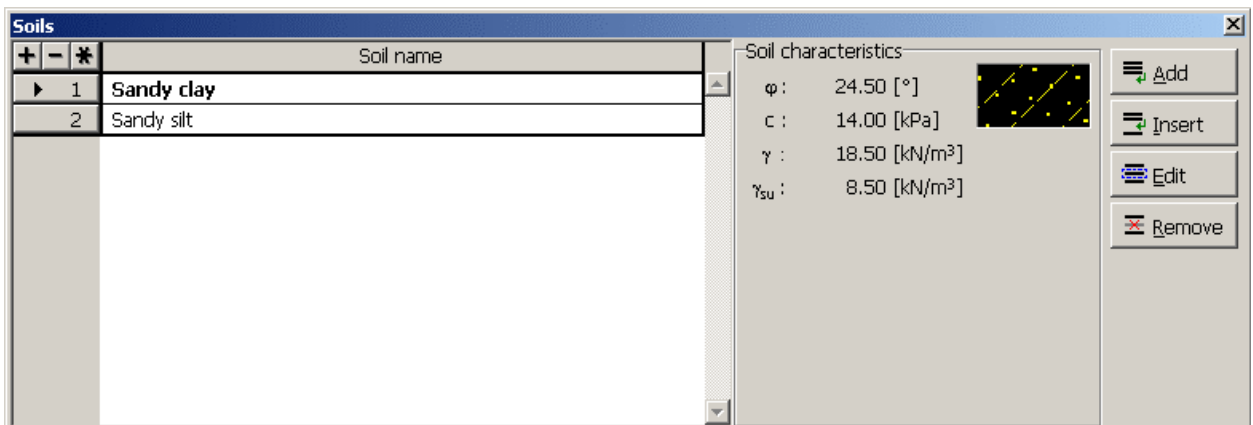 Soils
+ - * Soil name
1 Sandy clay
2 Sandy silt
Soil characteristics
φ : 24.50 [°]
c : 14.00 [kPa]
γ : 18.50 [kN/m³]
γsu : 8.50 [kN/m³]
Add
Insert
Edit
Remove